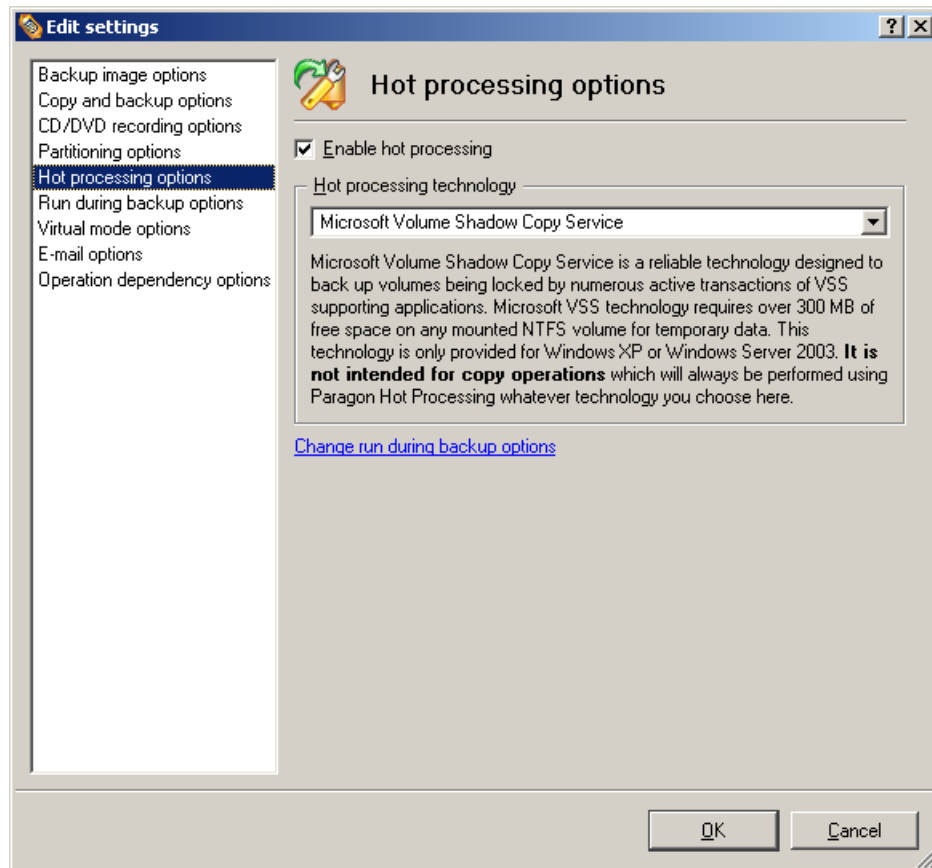 Edit settings
Backup image options
Copy and backup options
CD/DVD recording options
Partitioning options
Hot processing options
Run during backup options
Virtual mode options
E-mail options
Operation dependency options
Hot processing options
Enable hot processing
Hot processing technology
Microsoft Volume Shadow Copy Service
Microsoft Volume Shadow Copy Service is a reliable technology designed to
back up volumes being locked by numerous active transactions of VSS
supporting applications. Microsoft VSS technology requires over 300 MB of
free space on any mounted NTFS volume for temporary data. This
technology is only provided for Windows XP or Windows Server 2003. It is
not intended for copy operations which will always be performed using
Paragon Hot Processing whatever technology you choose here.
Change run during backup options
OK
Cancel